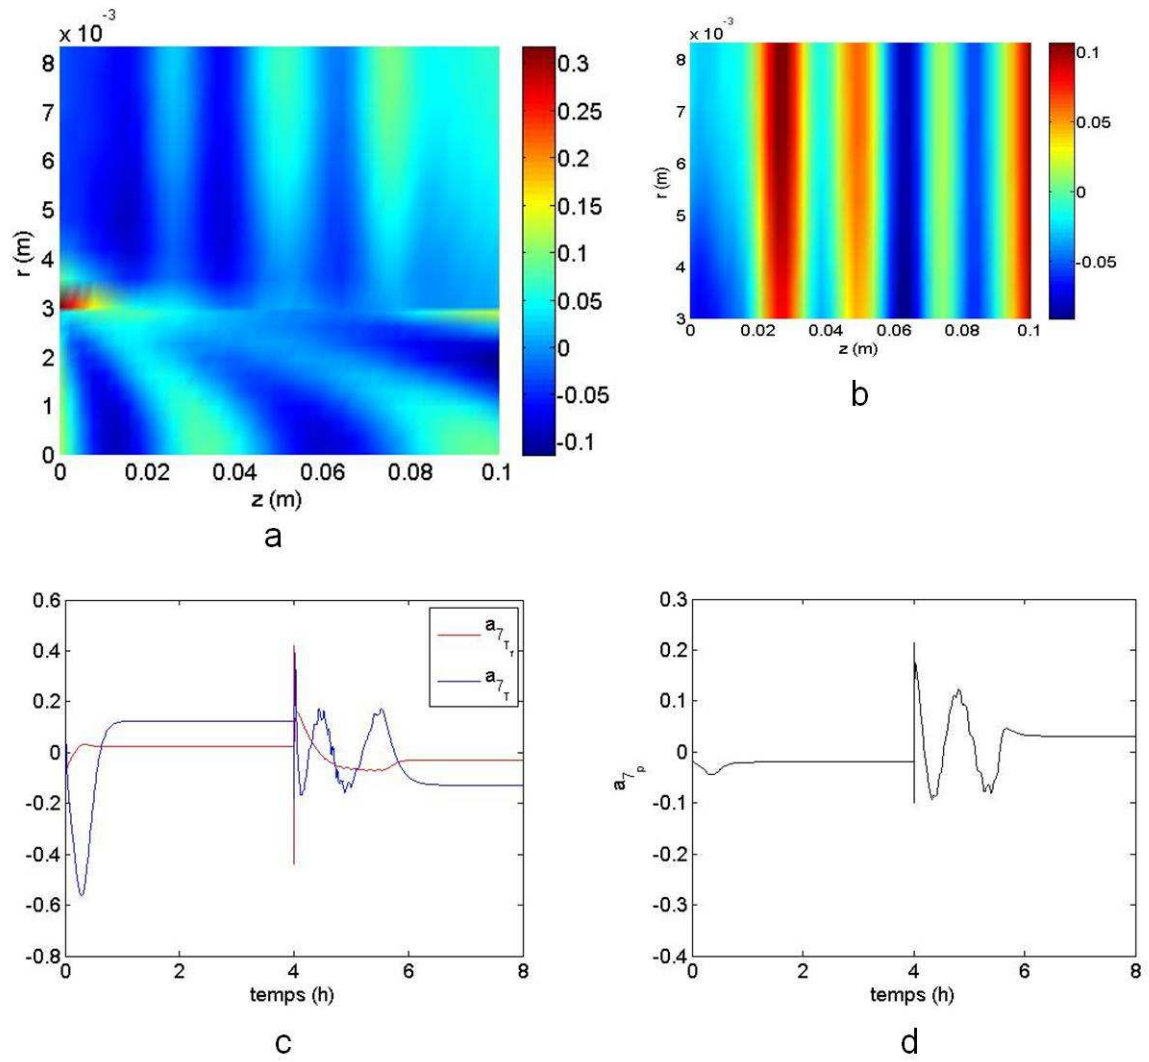 x 10⁻³
8
7
6
5
4
3
2
1
0
r (m)
0 0.02 0.04 0.06 0.08 0.1
z (m)
0.3
0.25
0.2
0.15
0.1
0.05
0
-0.05
-0.1
a
x 10⁻³
8
7
6
5
4
3
r (m)
0 0.02 0.04 0.06 0.08 0.1
z (m)
0.1
0.05
0
-0.05
b
0.6
0.4
0.2
0
-0.2
-0.4
-0.6
-0.8
0 2 4 6 8
temps (h)
a₇_T_f
a₇_T
c
0.3
0.2
0.1
0
-0.1
-0.2
-0.3
-0.4
a₇_p
0 2 4 6 8
temps (h)
d